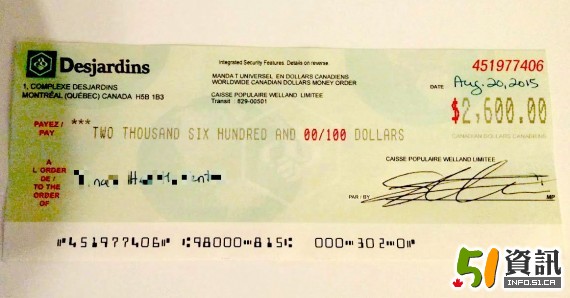 Desjardins
1, COMPLEXE DESJARDINS
MONTRÉAL (QUÉBEC) CANADA H5B 1B3
Integrated Security Features. Details on reverse.
MANDAT UNIVERSEL EN DOLLARS CANADIENS
WORLDWIDE CANADIAN DOLLARS MONEY ORDER
CAISSE POPULAIRE WELLAND LIMITEE
Transit : 829-00501
451977406
DATE Aug. 20, 2015
$2,600.00
CANADIAN DOLLARS CANADIENS
PAYEZ /
PAY
*** TWO THOUSAND SIX HUNDRED AND 00/100 DOLLARS
A
L'ORDER
DE /
TO THE
ORDER
OF
CAISSE POPULAIRE WELLAND LIMITEE
PAR / BY
MP
451977406 98000 815 000 302 0
51資訊
INFO.51.CA